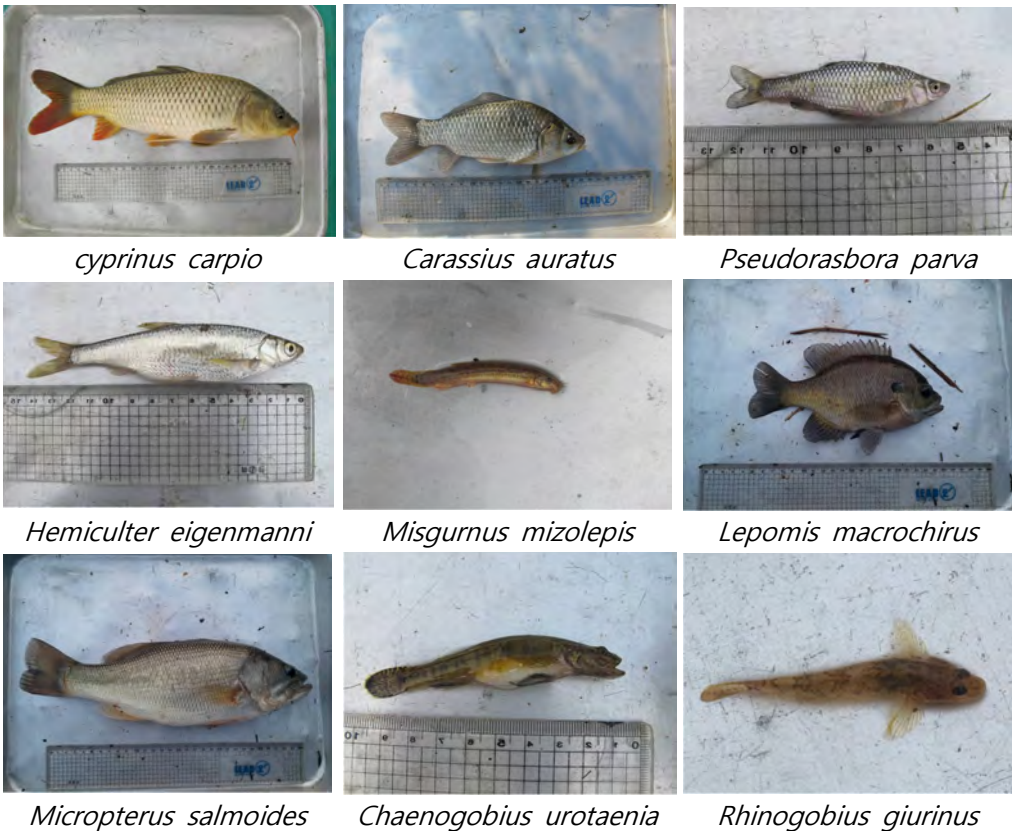 cyprinus carpio
Carassius auratus
Pseudorasbora parva
Hemiculter eigenmanni
Misgurnus mizolepis
Lepomis macrochirus
Micropterus salmoides
Chaenogobius urotaenia
Rhinogobius giurinus